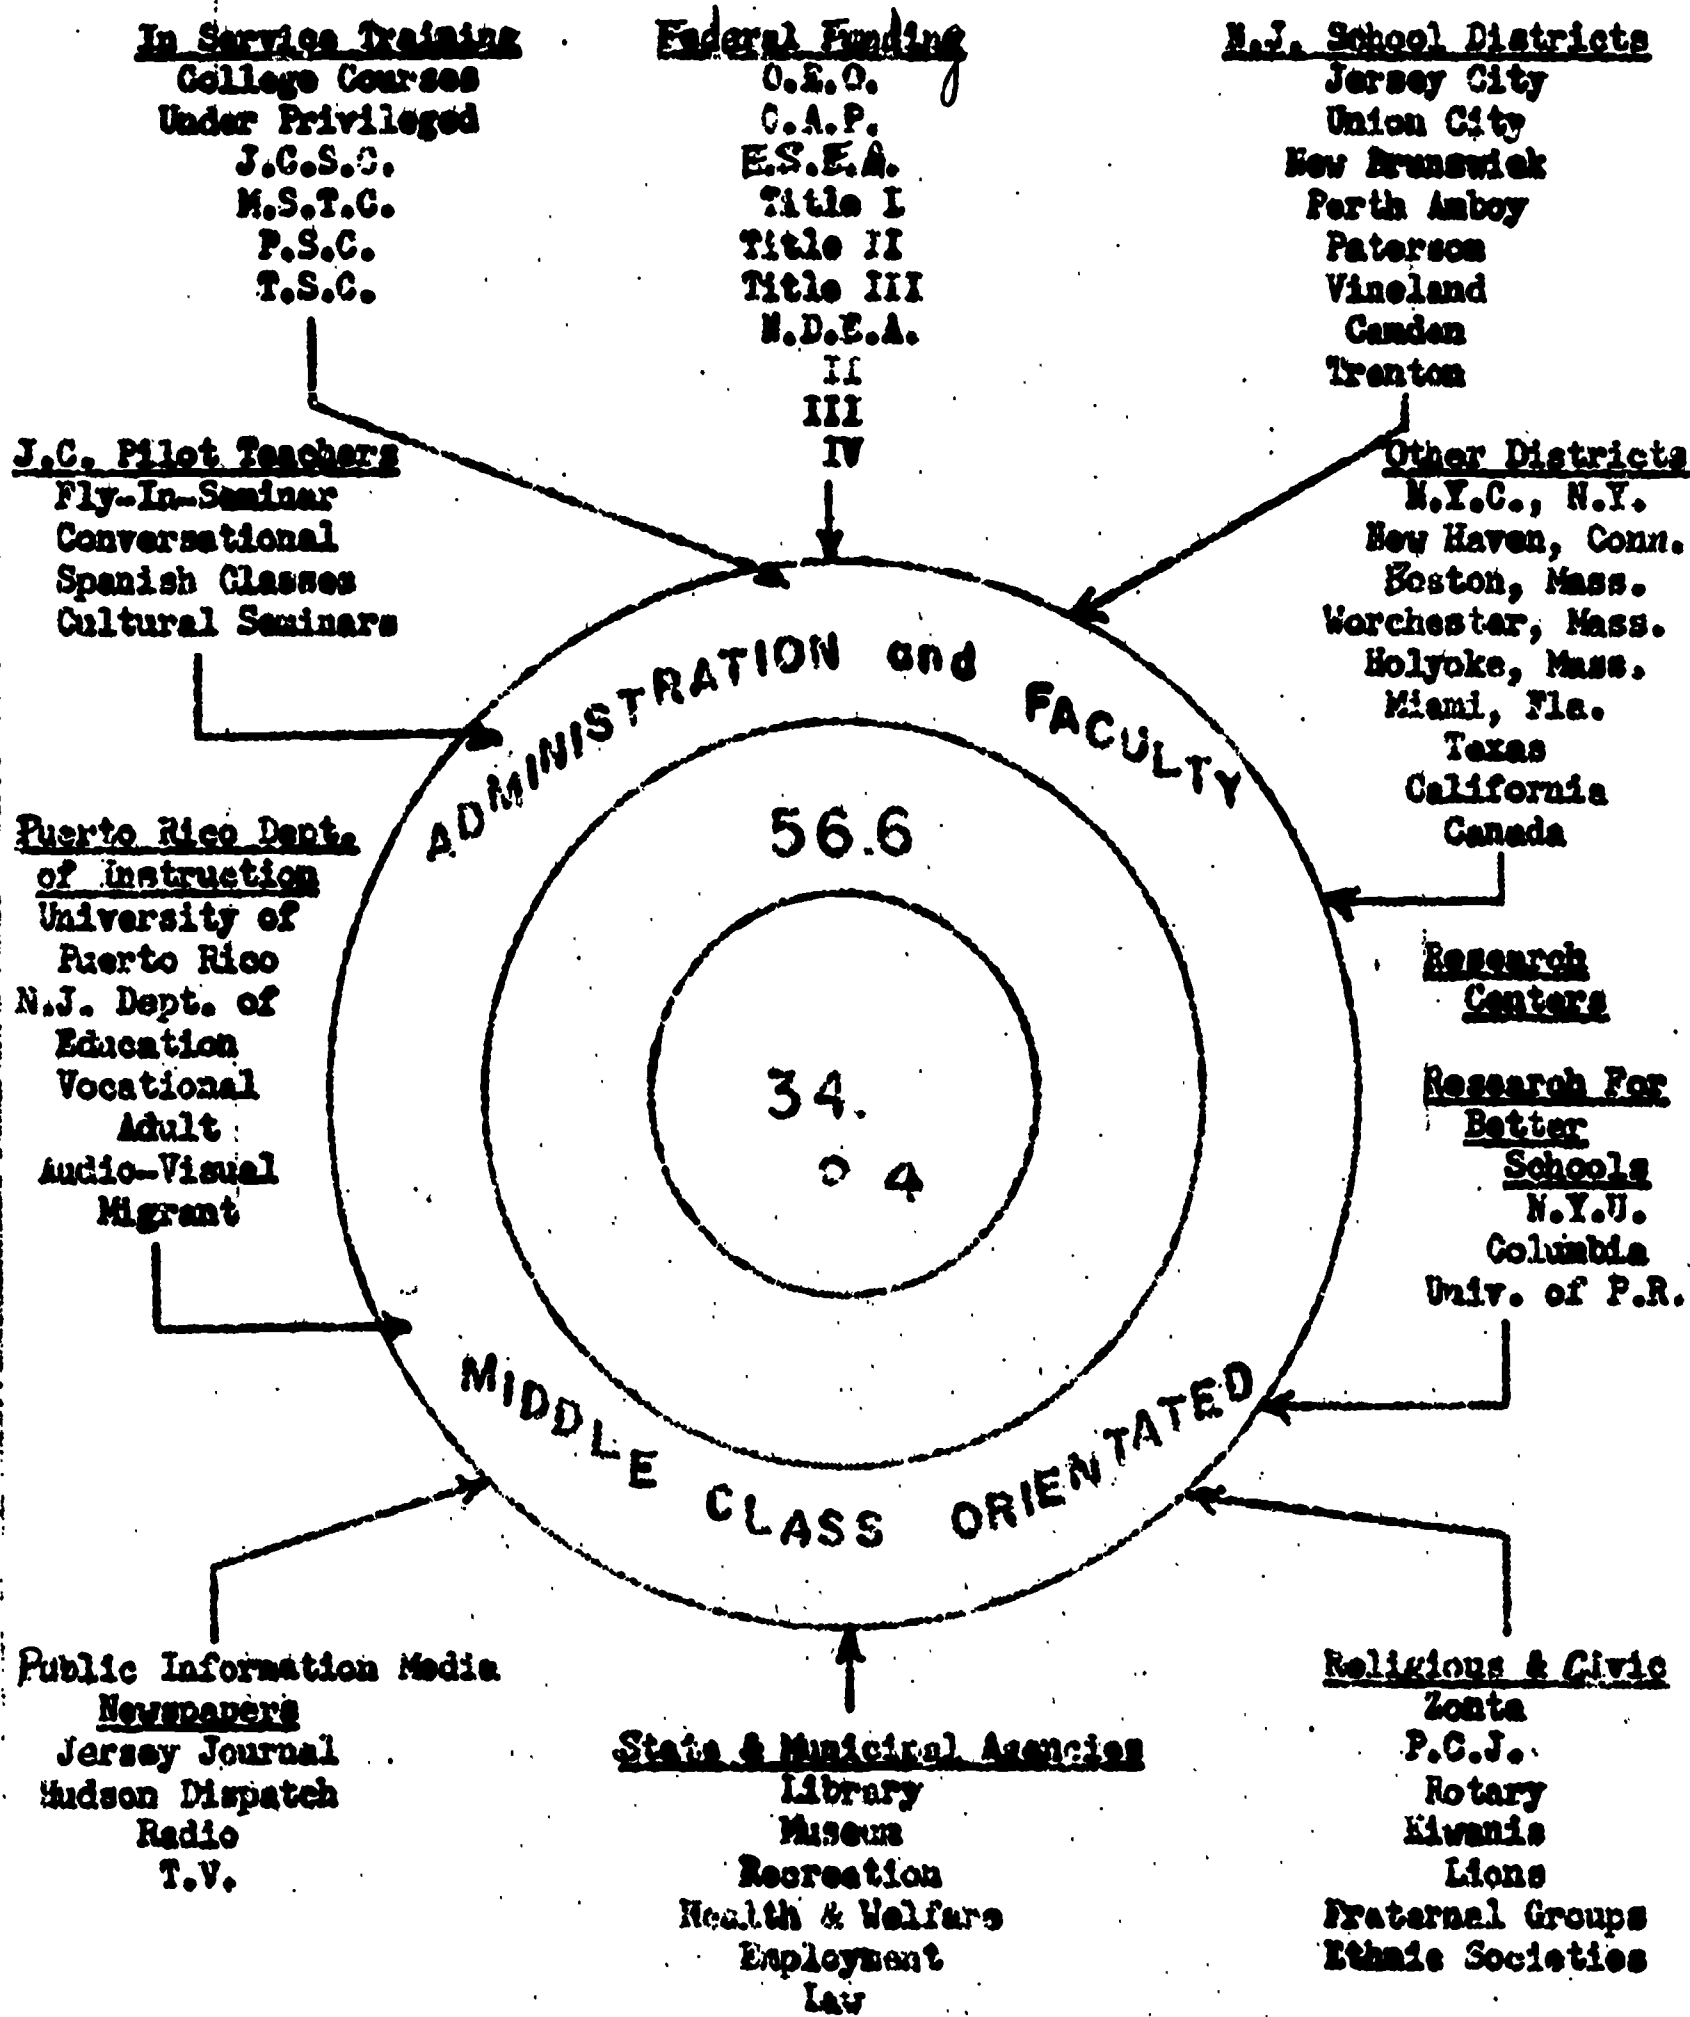 In Service Training
College Courses
Under Privileged
J.C.S.C.
M.S.T.C.
P.S.C.
T.S.C.
Federal Funding
O.E.O.
C.A.P.
E.S.E.A.
Title I
Title II
Title III
N.D.E.A.
II
III
IV
N.J. School Districts
Jersey City
Union City
New Brunswick
Perth Amboy
Paterson
Vineland
Camden
Trenton
J.C. Pilot Teachers
Fly-In-Seminar
Conversational
Spanish Classes
Cultural Seminars
Other Districts
N.Y.C., N.Y.
New Haven, Conn.
Boston, Mass.
Worchester, Mass.
Holyoke, Mass.
Miami, Fla.
Texas
California
Canada
Puerto Rico Dept.
of Instruction
University of
Puerto Rico
N.J. Dept. of
Education
Vocational
Adult
Audio-Visual
Migrant
ADMINISTRATION and FACULTY
56.6
34.
4
MIDDLE CLASS ORIENTATED
Research
Centers
Research For
Better
Schools
N.Y.U.
Columbia
Univ. of P.R.
Public Information Media
Newspapers
Jersey Journal
Hudson Dispatch
Radio
T.V.
State & Municipal Agencies
Library
Museum
Recreation
Health & Welfare
Employment
Law
Religious & Civic
Zonta
P.C.J.
Rotary
Kiwanis
Lions
Fraternal Groups
Ethnic Societies